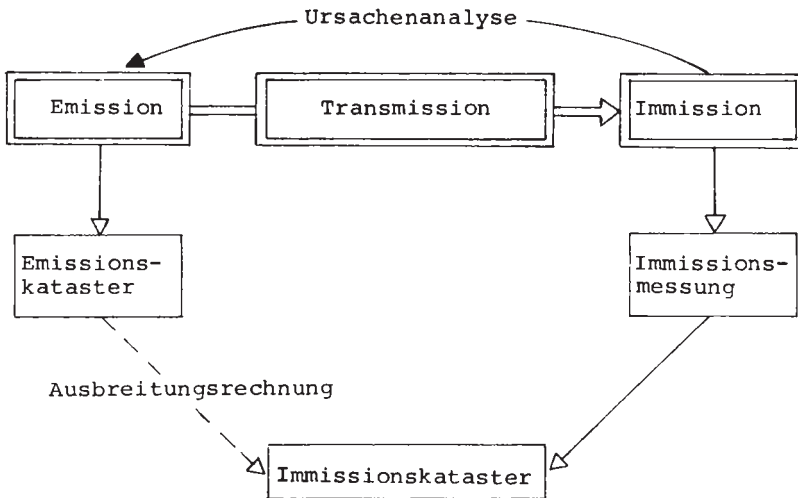 Ursachenanalyse
Emission
Transmission
Immission
Emissions-
kataster
Immissions-
messung
Ausbreitungsrechnung
Immissionskataster